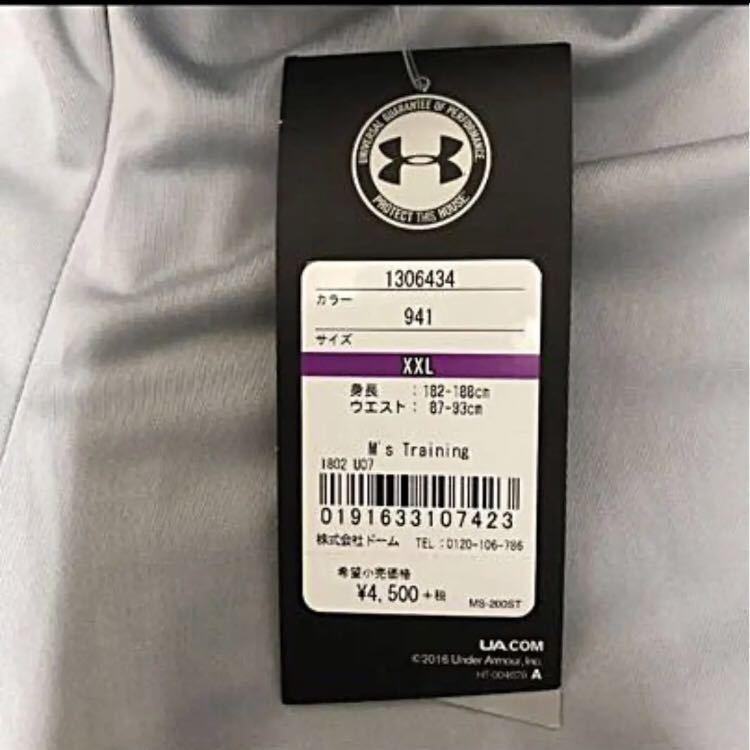 UNIVERSAL GUARANTEE OF PERFORMANCE
PROTECT THIS HOUSE
1306434
カラー
941
サイズ
XXL
身長 :182-188cm
ウエスト: 87-93cm
M's Training
1802 U07
0191633107423
株式会社ドーム TEL:0120-106-786
希望小売価格
¥4,500+税
MS-200ST
UA.COM
©2016 Under Armour, Inc.
A